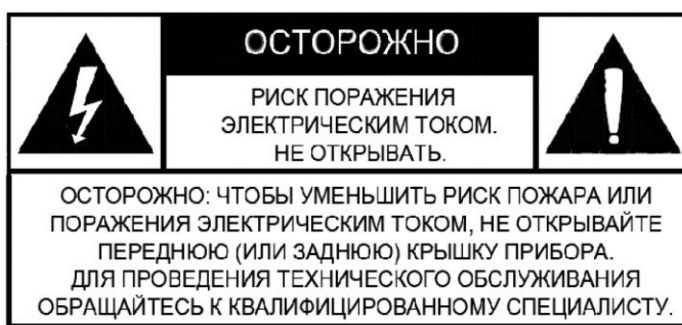 ОСТОРОЖНО
РИСК ПОРАЖЕНИЯ
ЭЛЕКТРИЧЕСКИМ ТОКОМ.
НЕ ОТКРЫВАТЬ.
ОСТОРОЖНО: ЧТОБЫ УМЕНЬШИТЬ РИСК ПОЖАРА ИЛИ
ПОРАЖЕНИЯ ЭЛЕКТРИЧЕСКИМ ТОКОМ, НЕ ОТКРЫВАЙТЕ
ПЕРЕДНЮЮ (ИЛИ ЗАДНЮЮ) КРЫШКУ ПРИБОРА.
ДЛЯ ПРОВЕДЕНИЯ ТЕХНИЧЕСКОГО ОБСЛУЖИВАНИЯ
ОБРАЩАЙТЕСЬ К КВАЛИФИЦИРОВАННОМУ СПЕЦИАЛИСТУ.